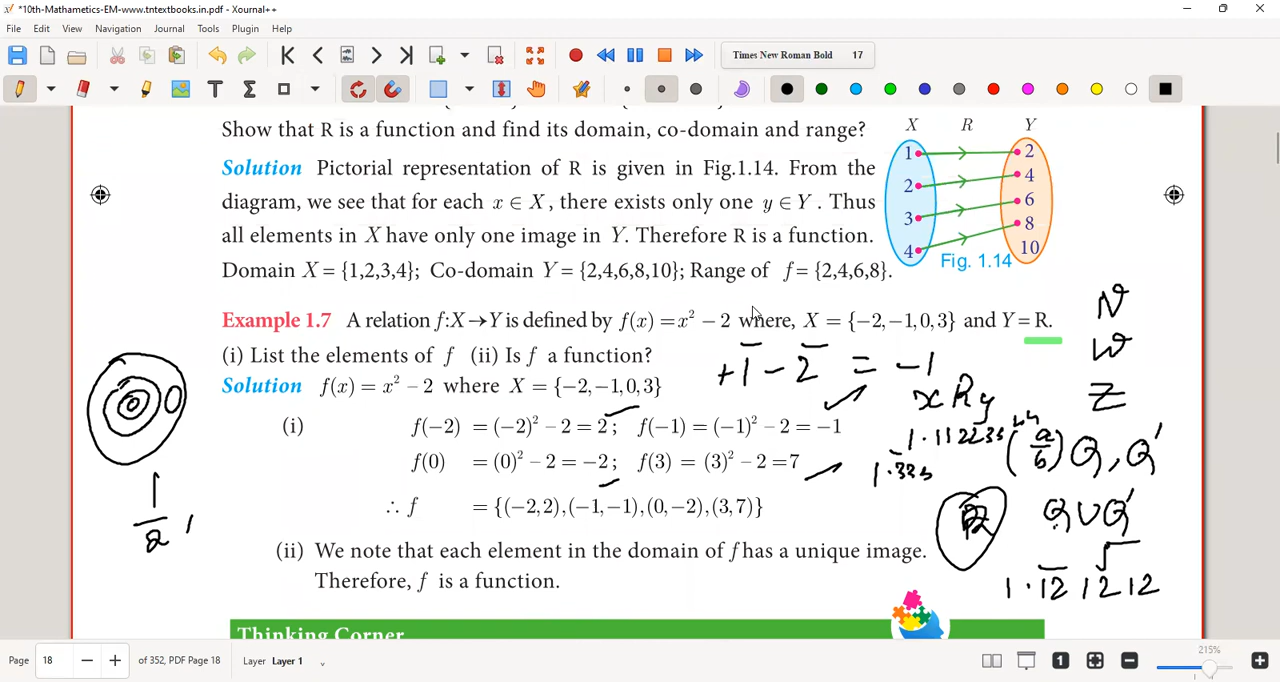 *10th-Mathametics-EM-www.tntextbooks.in.pdf - Xournal++
File Edit View Navigation Journal Tools Plugin Help
Times New Roman Bold 17
Show that R is a function and find its domain, co-domain and range?
Solution Pictorial representation of R is given in Fig.1.14. From the
diagram, we see that for each x ∈ X, there exists only one y ∈ Y. Thus
all elements in X have only one image in Y. Therefore R is a function.
Domain X = {1,2,3,4}; Co-domain Y = {2,4,6,8,10}; Range of f = {2,4,6,8}.
X R Y
1 2
2 4
3 6
4 8
10
Fig. 1.14
Example 1.7 A relation f:X→Y is defined by f(x) = x² − 2 where, X = {−2,−1,0,3} and Y = R.
(i) List the elements of f (ii) Is f a function?
Solution f(x) = x² − 2 where X = {−2,−1,0,3}
(i) f(−2) = (−2)² − 2 = 2; f(−1) = (−1)² − 2 = −1
f(0) = (0)² − 2 = −2; f(3) = (3)² − 2 = 7
∴ f = {(−2,2),(−1,−1),(0,−2),(3,7)}
(ii) We note that each element in the domain of f has a unique image.
Therefore, f is a function.
Thinking Corner
+1 − 2 = −1
x R y
N
W
Z
(a/b) Q, Q'
R Q∪Q'
1.12 12 12
1/2,
Page 18 of 352, PDF Page 18 Layer Layer 1 215%